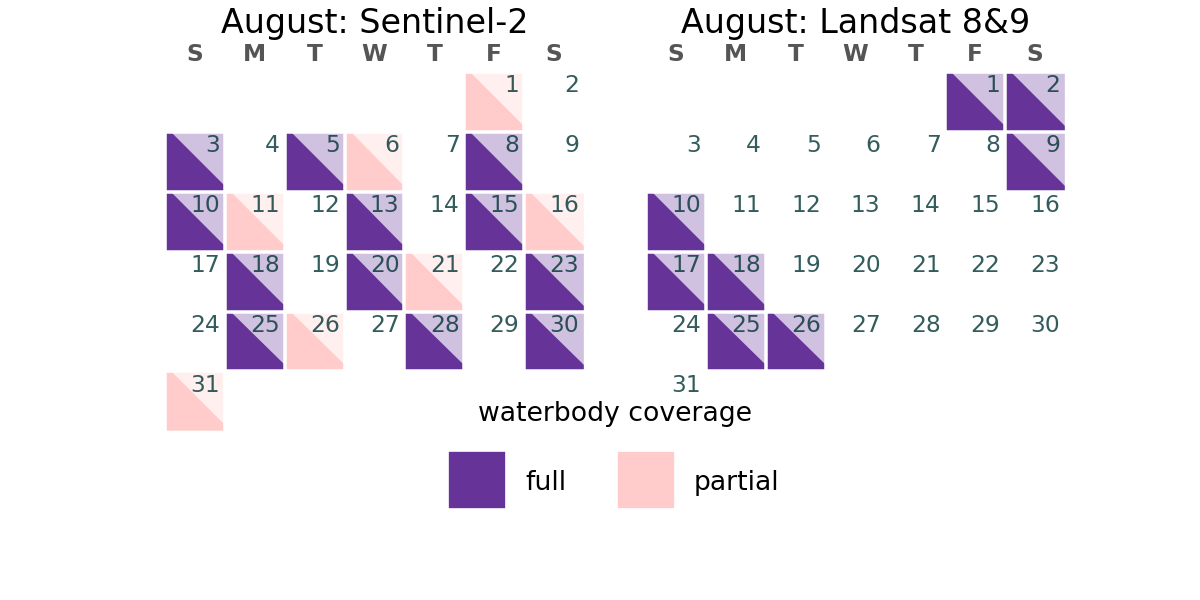 August: Sentinel-2
S M T W T F S
1 2
3 4 5 6 7 8 9
10 11 12 13 14 15 16
17 18 19 20 21 22 23
24 25 26 27 28 29 30
31
August: Landsat 8&9
S M T W T F S
1 2
3 4 5 6 7 8 9
10 11 12 13 14 15 16
17 18 19 20 21 22 23
24 25 26 27 28 29 30
31
waterbody coverage
full partial